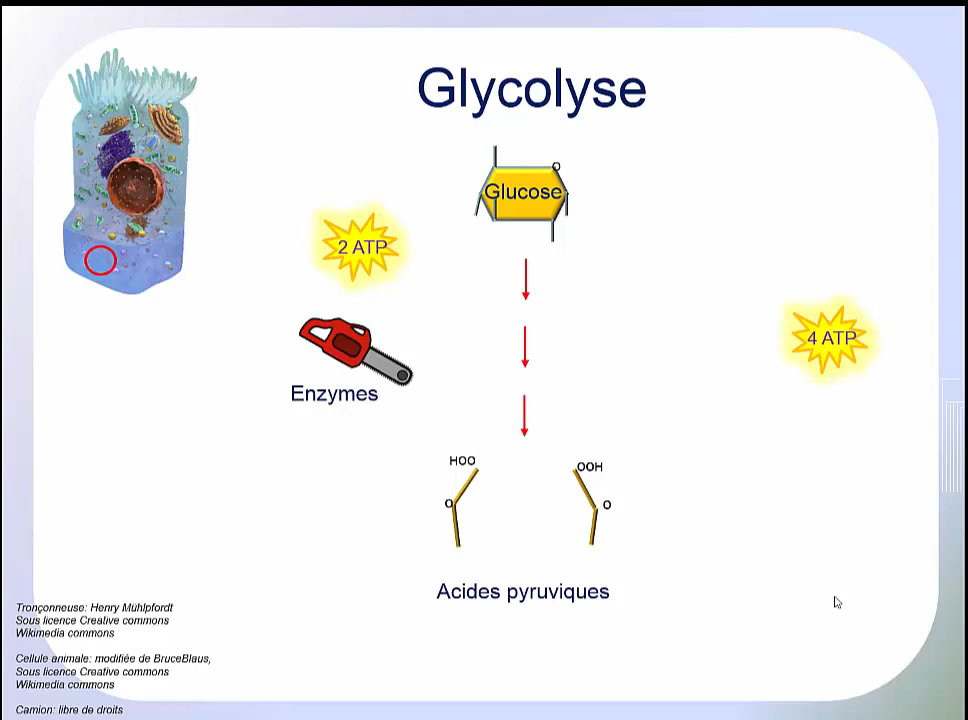 Glycolyse
O
Glucose
2 ATP
4 ATP
Enzymes
HOO
OOH
O
O
Acides pyruviques
Tronçonneuse: Henry Mühlpfordt
Sous licence Creative commons
Wikimedia commons
Cellule animale: modifiée de BruceBlaus,
Sous licence Creative commons
Wikimedia commons
Camion: libre de droits